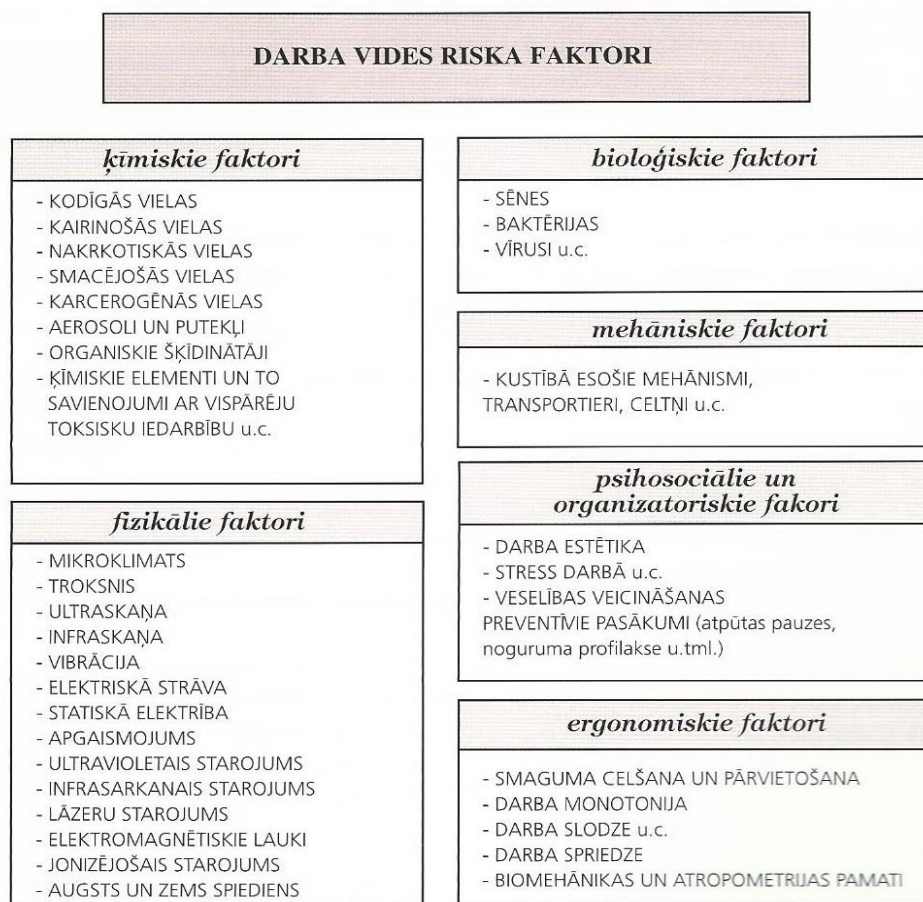 DARBA VIDES RISKA FAKTORI
ķīmiskie faktori
- KODĪGĀS VIELAS
- KAIRINOŠĀS VIELAS
- NAKRKOTISKĀS VIELAS
- SMACĒJOŠĀS VIELAS
- KARCEROGĒNĀS VIELAS
- AEROSOLI UN PUTEKĻI
- ORGANISKIE ŠĶĪDINĀTĀJI
- ĶĪMISKIE ELEMENTI UN TO
SAVIENOJUMI AR VISPĀRĒJU
TOKSISKU IEDARBĪBU u.c.
fizikālie faktori
- MIKROKLIMATS
- TROKSNIS
- ULTRASKAŅA
- INFRASKAŅA
- VIBRĀCIJA
- ELEKTRISKĀ STRĀVA
- STATISKĀ ELEKTRĪBA
- APGAISMOJUMS
- ULTRAVIOLETAIS STAROJUMS
- INFRASARKANAIS STAROJUMS
- LĀZERU STAROJUMS
- ELEKTROMAGNĒTISKIE LAUKI
- JONIZĒJOŠAIS STAROJUMS
- AUGSTS UN ZEMS SPIEDIENS
bioloģiskie faktori
- SĒNES
- BAKTĒRIJAS
- VĪRUSI u.c.
mehāniskie faktori
- KUSTĪBĀ ESOŠIE MEHĀNISMI,
TRANSPORTIERI, CELTŅI u.c.
psihosociālie un
organizatoriskie fakori
- DARBA ESTĒTIKA
- STRESS DARBĀ u.c.
- VESELĪBAS VEICINĀŠANAS
PREVENTĪVIE PASĀKUMI (atpūtas pauzes,
noguruma profilakse u.tml.)
ergonomiskie faktori
- SMAGUMA CELŠANA UN PĀRVIETOŠANA
- DARBA MONOTONIJA
- DARBA SLODZE u.c.
- DARBA SPRIEDZE
- BIOMEHĀNIKAS UN ATROPOMETRIJAS PAMATI